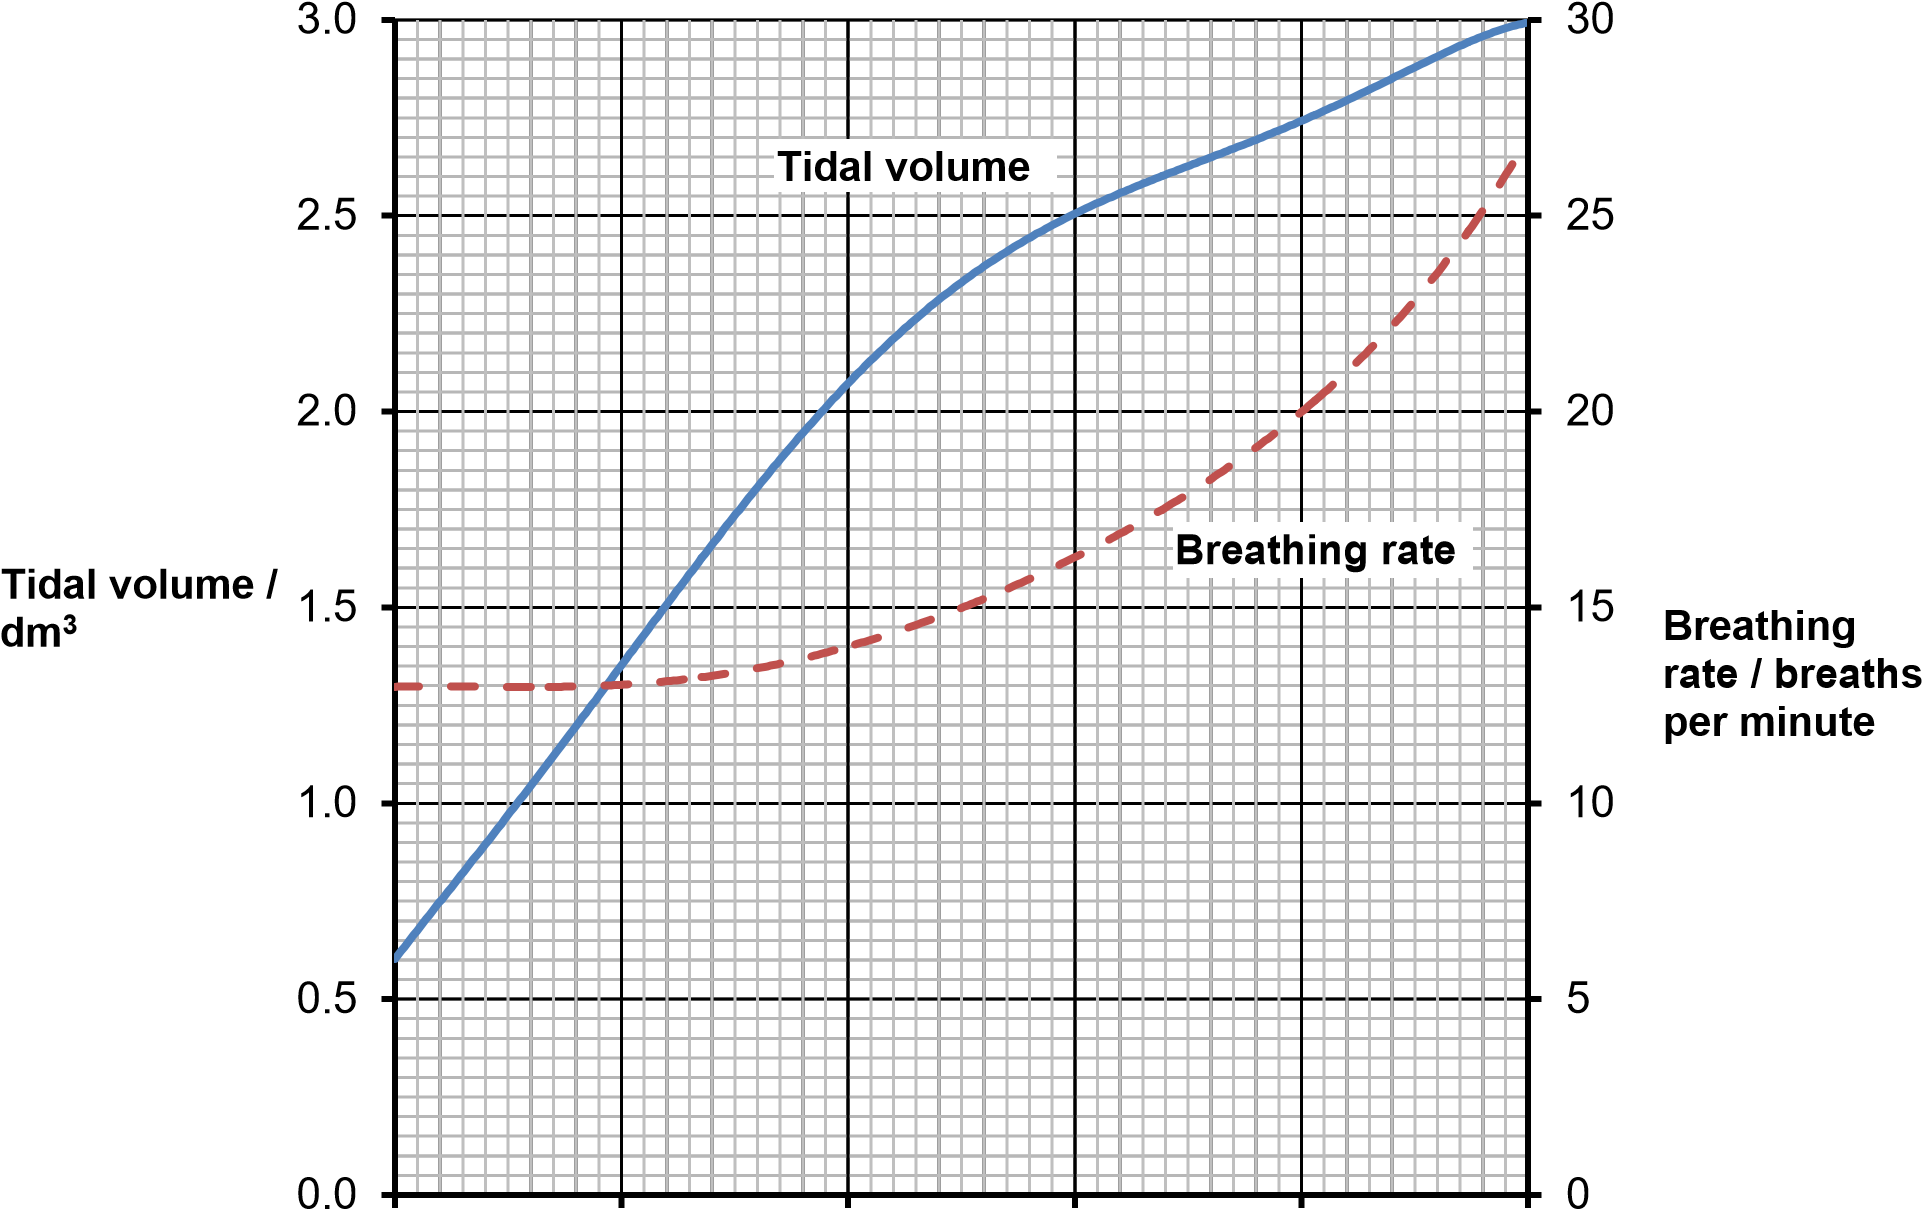 3.0
2.5
2.0
1.5
1.0
0.5
0.0
Tidal volume /
dm³
Tidal volume
Breathing rate
30
25
20
15
10
5
0
Breathing
rate / breaths
per minute